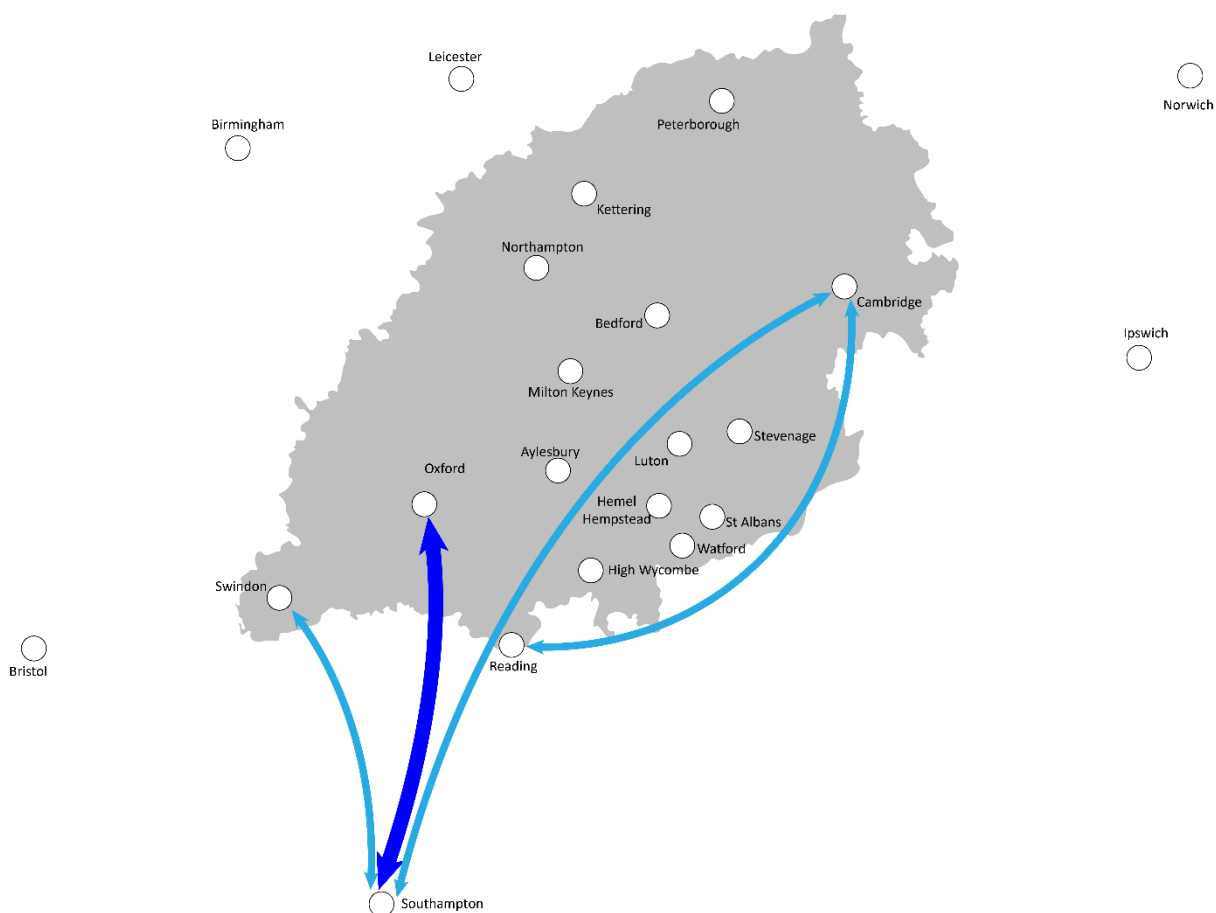 Leicester
Norwich
Birmingham
Peterborough
Kettering
Northampton
Cambridge
Bedford
Ipswich
Milton Keynes
Stevenage
Aylesbury
Luton
Oxford
Hemel
Hempstead
St Albans
Watford
High Wycombe
Swindon
Reading
Bristol
Southampton